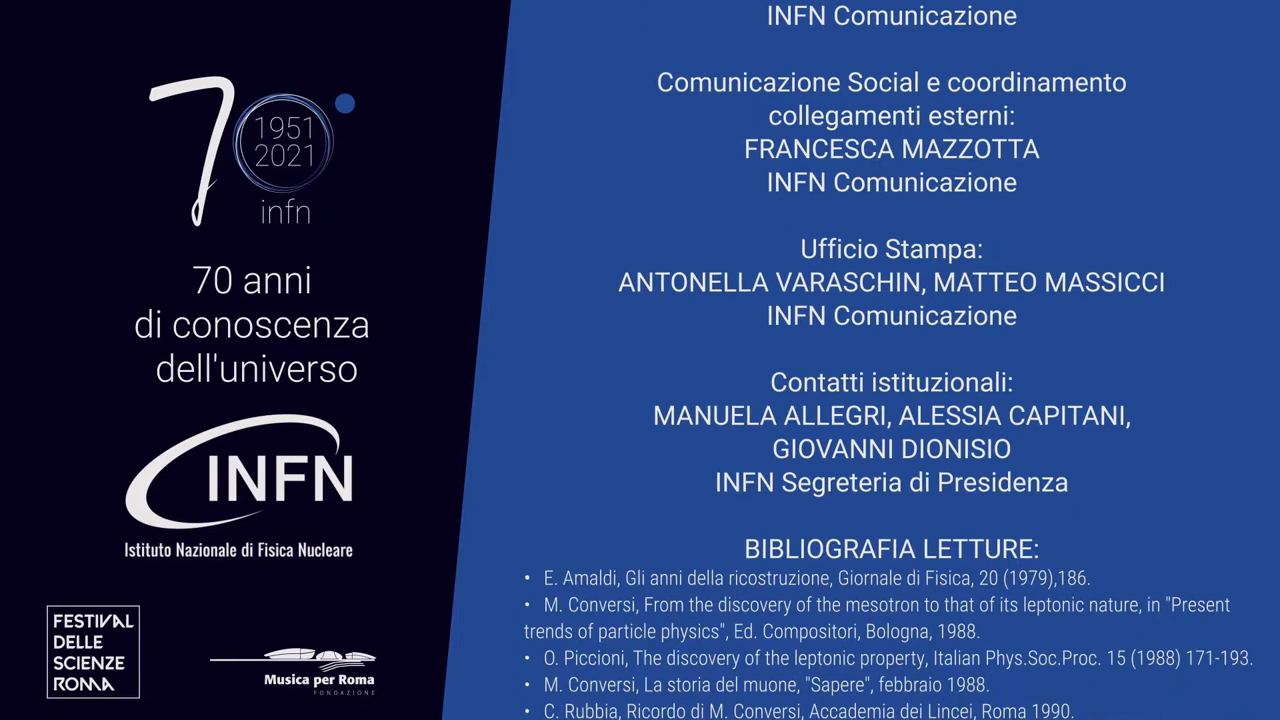 70
1951
2021
infn
70 anni
di conoscenza
dell'universo
INFN
Istituto Nazionale di Fisica Nucleare
FESTIVAL
DELLE
SCIENZE
ROMA
Musica per Roma
FONDAZIONE
INFN Comunicazione
Comunicazione Social e coordinamento
collegamenti esterni:
FRANCESCA MAZZOTTA
INFN Comunicazione
Ufficio Stampa:
ANTONELLA VARASCHIN, MATTEO MASSICCI
INFN Comunicazione
Contatti istituzionali:
MANUELA ALLEGRI, ALESSIA CAPITANI,
GIOVANNI DIONISIO
INFN Segreteria di Presidenza
BIBLIOGRAFIA LETTURE:
• E. Amaldi, Gli anni della ricostruzione, Giornale di Fisica, 20 (1979),186.
• M. Conversi, From the discovery of the mesotron to that of its leptonic nature, in "Present
trends of particle physics", Ed. Compositori, Bologna, 1988.
• O. Piccioni, The discovery of the leptonic property, Italian Phys.Soc.Proc. 15 (1988) 171-193.
• M. Conversi, La storia del muone, "Sapere", febbraio 1988.
• C. Rubbia, Ricordo di M. Conversi, Accademia dei Lincei, Roma 1990.